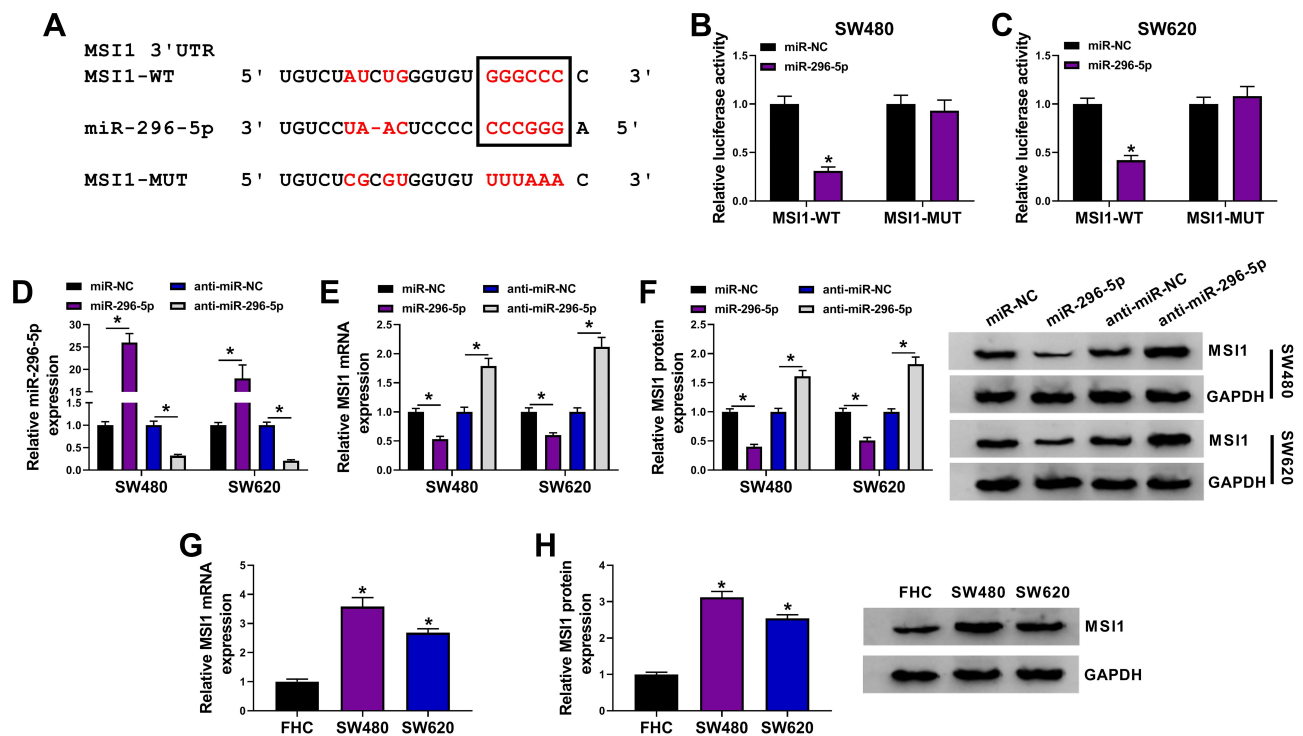 A
MSI1 3'UTR
MSI1-WT 5' UGUCUAUCUGGGUGU GGGCCC C 3'
miR-296-5p 3' UGUCCUA-ACUCCCC CCCGGG A 5'
MSI1-MUT 5' UGUCUCGCGUGGUGU UUUAAA C 3'
B
SW480
miR-NC
miR-296-5p
Relative luciferase activity
1.5
1.0
0.5
0.0
*
MSI1-WT MSI1-MUT
C
SW620
miR-NC
miR-296-5p
Relative luciferase activity
1.5
1.0
0.5
0.0
*
MSI1-WT MSI1-MUT
D
miR-NC anti-miR-NC
miR-296-5p anti-miR-296-5p
Relative miR-296-5p
expression
30
25
20
15
10
1.5
1.0
0.5
0.0
* * * *
SW480 SW620
E
miR-NC anti-miR-NC
miR-296-5p anti-miR-296-5p
Relative MSI1 mRNA
expression
2.5
2.0
1.5
1.0
0.5
0.0
* * * *
SW480 SW620
F
miR-NC anti-miR-NC
miR-296-5p anti-miR-296-5p
Relative MSI1 protein
expression
2.5
2.0
1.5
1.0
0.5
0.0
* * * *
SW480 SW620
miR-NC miR-296-5p anti-miR-NC anti-miR-296-5p
MSI1
GAPDH
SW480
MSI1
GAPDH
SW620
G
Relative MSI1 mRNA
expression
5
4
3
2
1
0
* *
FHC SW480 SW620
H
Relative MSI1 protein
expression
4
3
2
1
0
* *
FHC SW480 SW620
FHC SW480 SW620
MSI1
GAPDH